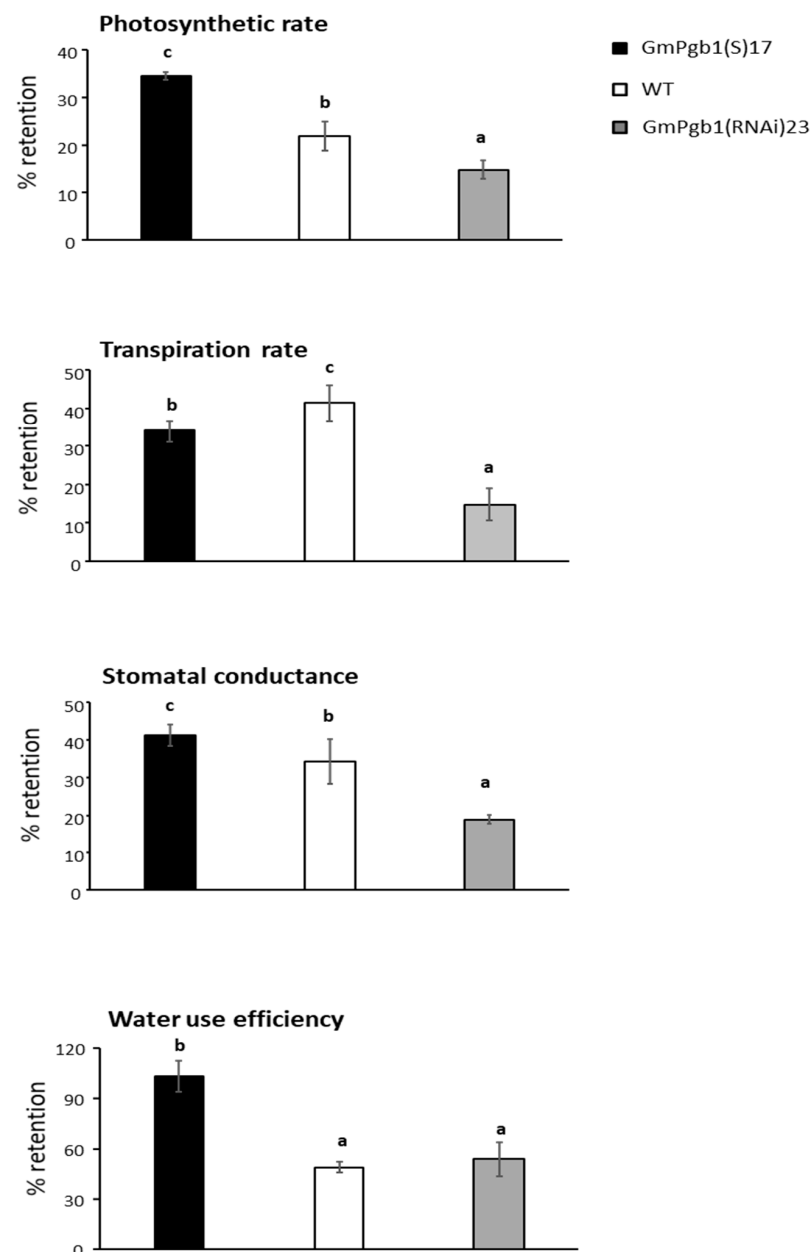 Photosynthetic rate
% retention
40
30
20
10
0
c
b
a
GmPgb1(S)17
WT
GmPgb1(RNAi)23
Transpiration rate
% retention
50
40
30
20
10
0
b
c
a
Stomatal conductance
% retention
50
40
30
20
10
0
c
b
a
Water use efficiency
% retention
120
90
60
30
0
b
a
a